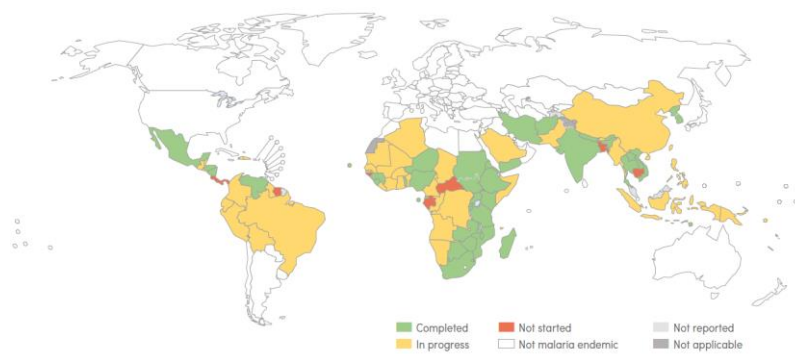 Completed
Not started
Not reported
In progress
Not malaria endemic
Not applicable